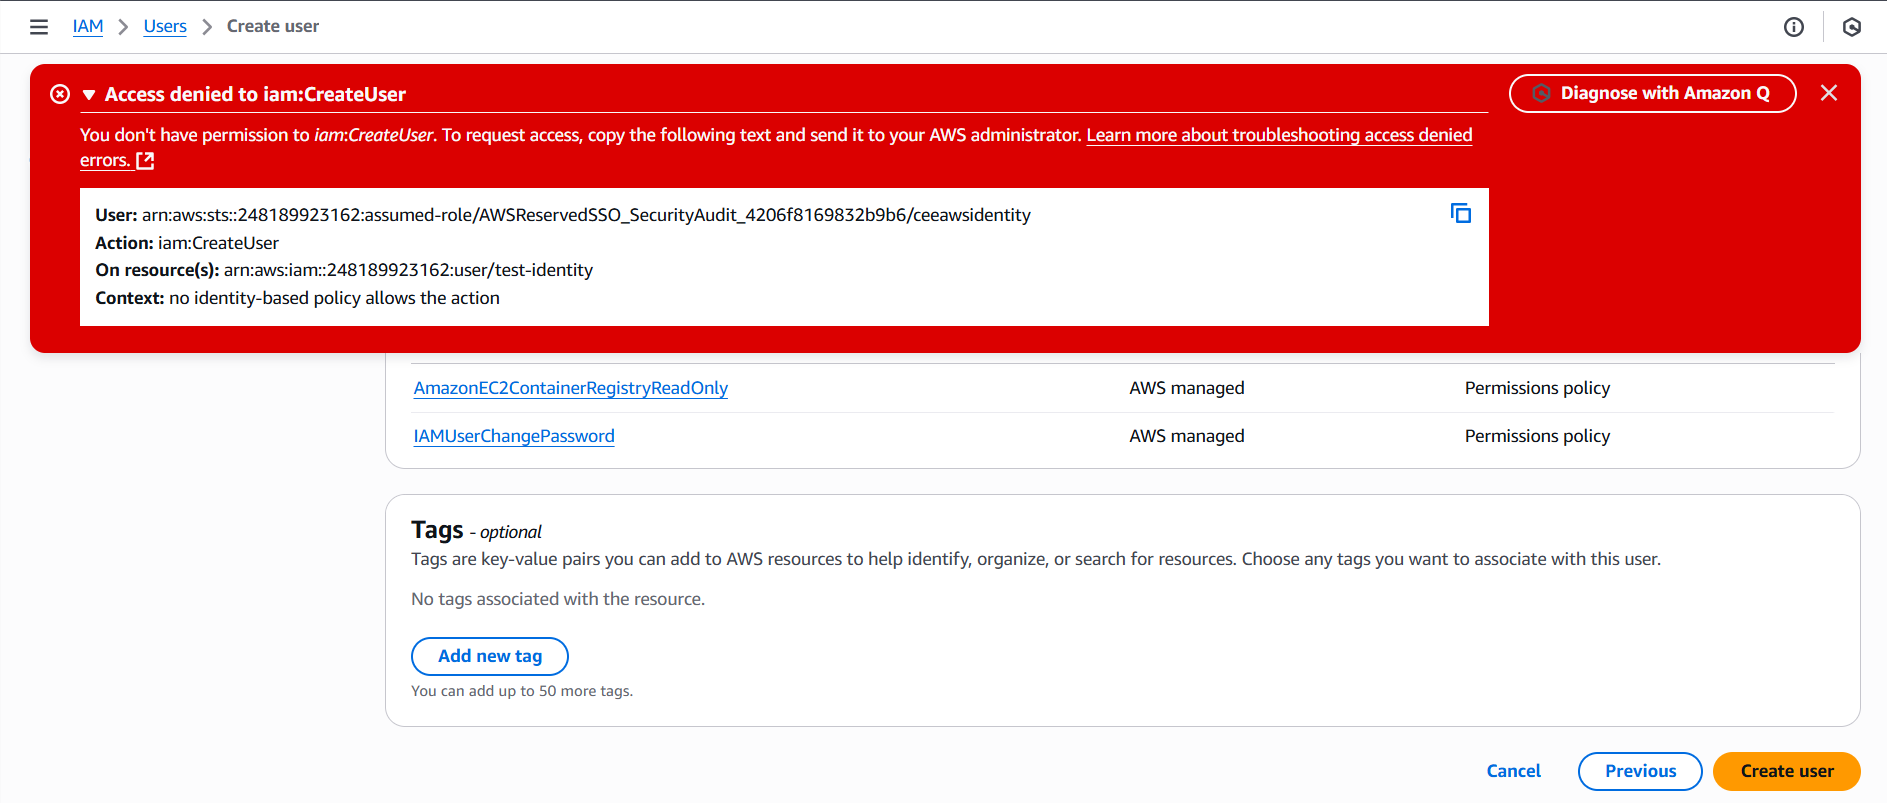 IAM > Users > Create user
Access denied to iam:CreateUser
Diagnose with Amazon Q
You don't have permission to iam:CreateUser. To request access, copy the following text and send it to your AWS administrator. Learn more about troubleshooting access denied
errors.
User: arn:aws:sts::248189923162:assumed-role/AWSReservedSSO_SecurityAudit_4206f8169832b9b6/ceeawsidentity
Action: iam:CreateUser
On resource(s): arn:aws:iam::248189923162:user/test-identity
Context: no identity-based policy allows the action
AmazonEC2ContainerRegistryReadOnly AWS managed Permissions policy
IAMUserChangePassword AWS managed Permissions policy
Tags - optional
Tags are key-value pairs you can add to AWS resources to help identify, organize, or search for resources. Choose any tags you want to associate with this user.
No tags associated with the resource.
Add new tag
You can add up to 50 more tags.
Cancel Previous Create user